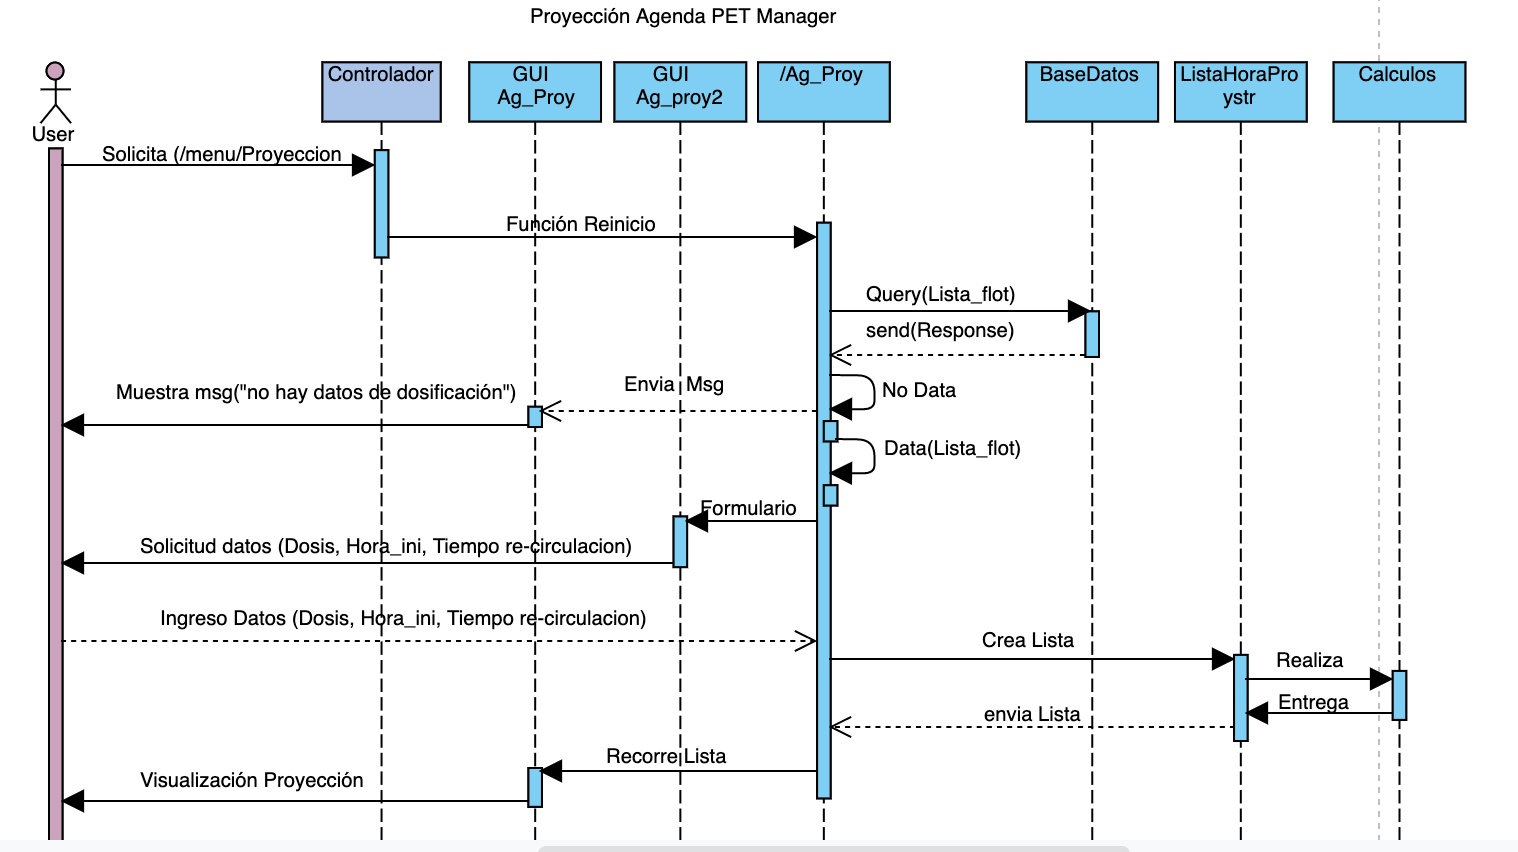 Proyección Agenda PET Manager
User
Controlador
GUI
Ag_Proy
GUI
Ag_proy2
/Ag_Proy
BaseDatos
ListaHoraPro
ystr
Calculos
Solicita (/menu/Proyeccion
Función Reinicio
Query(Lista_flot)
send(Response)
No Data
Envia  Msg
Muestra msg("no hay datos de dosificación")
Data(Lista_flot)
Formulario
Solicitud datos (Dosis, Hora_ini, Tiempo re-circulacion)
Ingreso Datos (Dosis, Hora_ini, Tiempo re-circulacion)
Crea Lista
Realiza
Entrega
envia Lista
Recorre Lista
Visualización Proyección